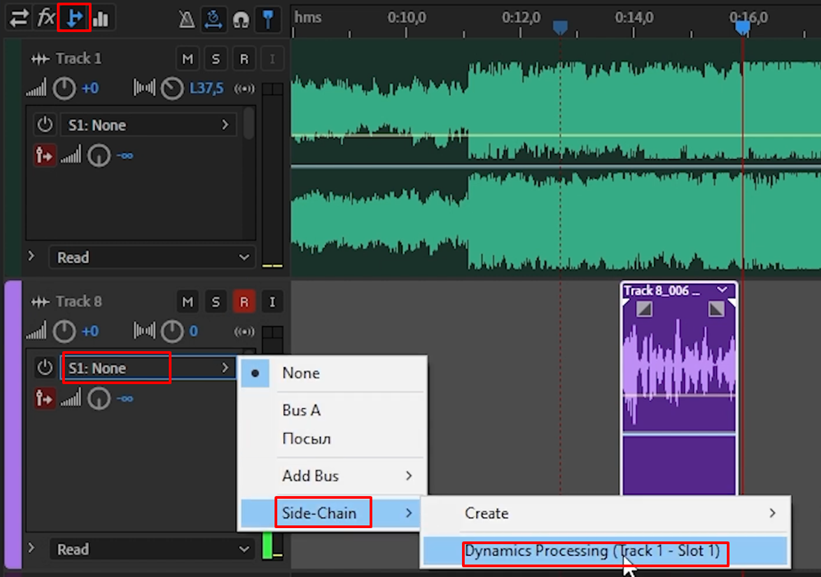 fx
hms 0:10,0 0:12,0 0:14,0 0:16,0
Track 1 M S R I
+0 L37,5
S1: None
-∞
Read
Track 8 M S R I
+0 0
S1: None
-∞
Read
Track 8_006 ...
None
Bus A
Посыл
Add Bus
Side-Chain
Create
Dynamics Processing (Track 1 - Slot 1)